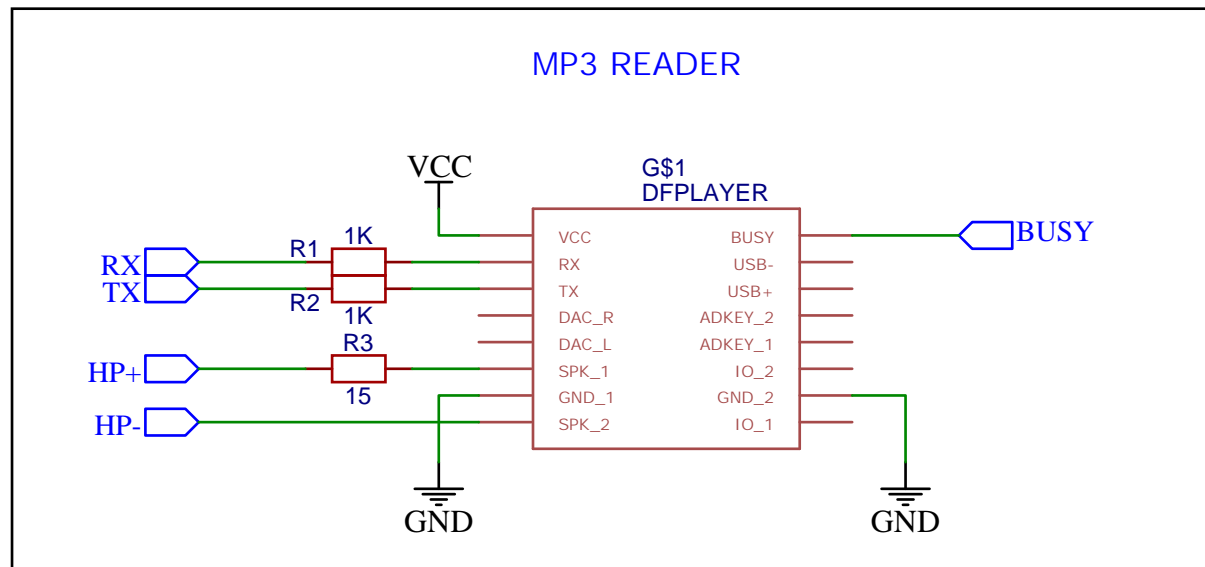 MP3 READER
VCC
G$1
DFPLAYER
R1 1K
RX
TX
R2
1K
R3
15
HP+
HP-
GND
VCC
RX
TX
DAC_R
DAC_L
SPK_1
GND_1
SPK_2
BUSY
USB-
USB+
ADKEY_2
ADKEY_1
IO_2
GND_2
IO_1
BUSY
GND